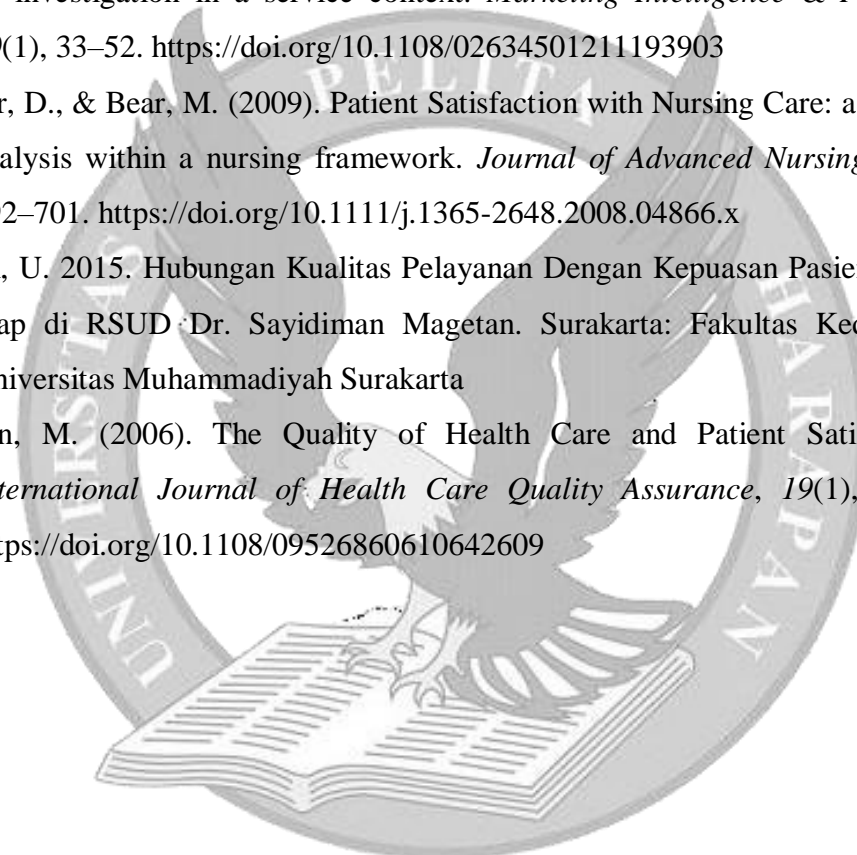 investigation in a service context. Marketing Intelligence &
(1), 33–52. https://doi.org/10.1108/02634501211193903
r, D., & Bear, M. (2009). Patient Satisfaction with Nursing Care: a
alysis within a nursing framework. Journal of Advanced Nursing
2–701. https://doi.org/10.1111/j.1365-2648.2008.04866.x
, U. 2015. Hubungan Kualitas Pelayanan Dengan Kepuasan Pasien
ap di RSUD Dr. Sayidiman Magetan. Surakarta: Fakultas Ked
niversitas Muhammadiyah Surakarta
n, M. (2006). The Quality of Health Care and Patient Sati
ternational Journal of Health Care Quality Assurance, 19(1),
tps://doi.org/10.1108/09526860610642609
UNIVERSITAS PELITA HARAPAN